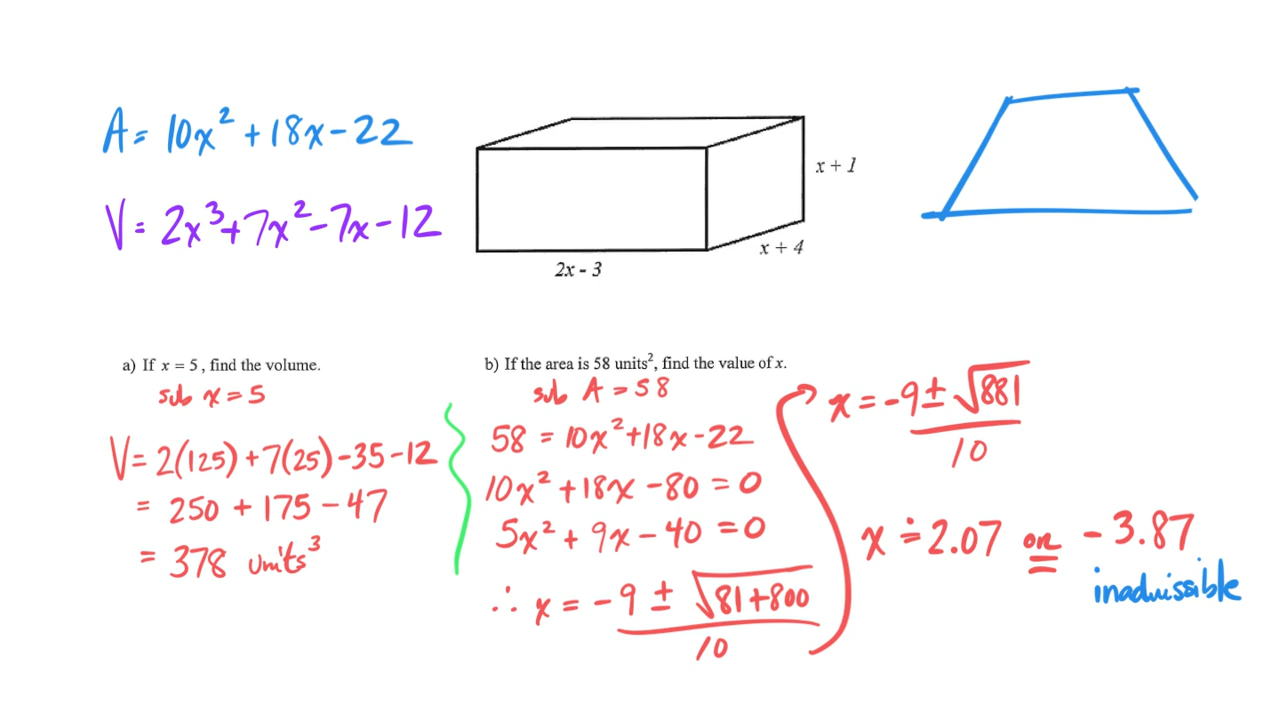 A = 10x² + 18x - 22
V = 2x³ + 7x² - 7x - 12
x + 1
x + 4
2x - 3
a) If x = 5, find the volume.
sub x = 5
V = 2(125) + 7(25) - 35 - 12
= 250 + 175 - 47
= 378 units³
b) If the area is 58 units², find the value of x.
sub A = 58
58 = 10x² + 18x - 22
10x² + 18x - 80 = 0
5x² + 9x - 40 = 0
∴ x = -9 ± √81+800
10
x = -9 ± √881
10
x ≐ 2.07 or -3.87
inadmissible